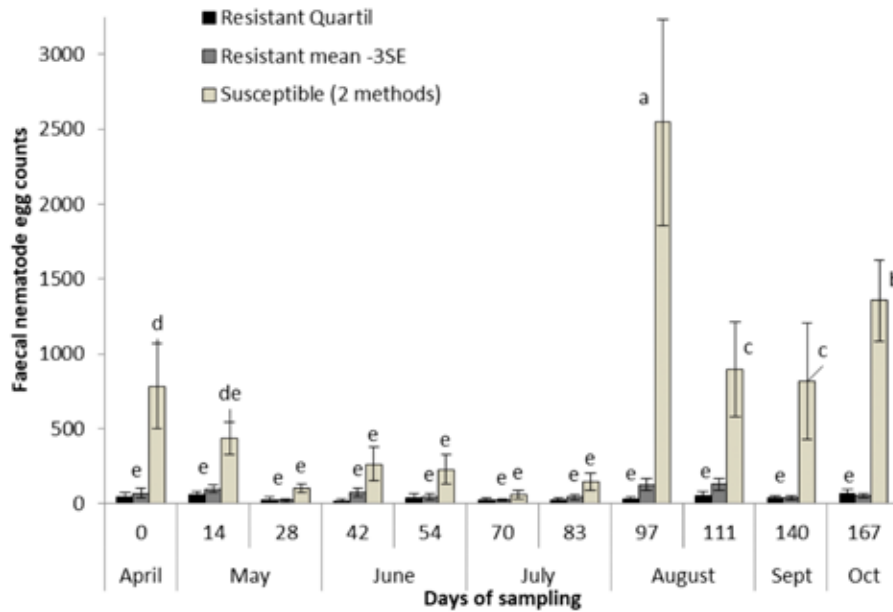 Resistant Quartil
Resistant mean -3SE
Susceptible (2 methods)
Faecal nematode egg counts
3000
2500
2000
1500
1000
500
0
a
b
d
c
c
de
e e e e e e e e e e e e e e e
0 14 28 42 54 70 83 97 111 140 167
April May June July August Sept Oct
Days of sampling